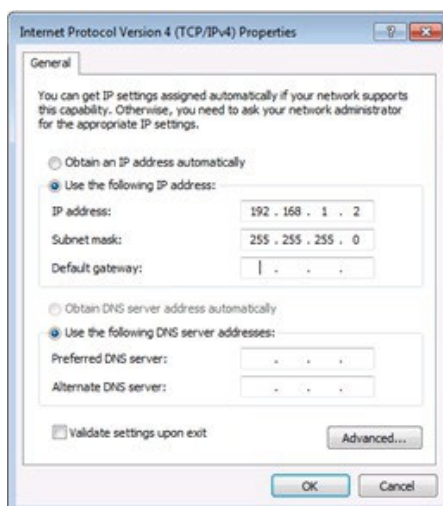 Internet Protocol Version 4 (TCP/IPv4) Properties
General
You can get IP settings assigned automatically if your network supports
this capability. Otherwise, you need to ask your network administrator
for the appropriate IP settings.
Obtain an IP address automatically
Use the following IP address:
IP address: 192 . 168 . 1 . 2
Subnet mask: 255 . 255 . 255 . 0
Default gateway: . . .
Obtain DNS server address automatically
Use the following DNS server addresses:
Preferred DNS server: . . .
Alternate DNS server: . . .
Validate settings upon exit
Advanced...
OK Cancel